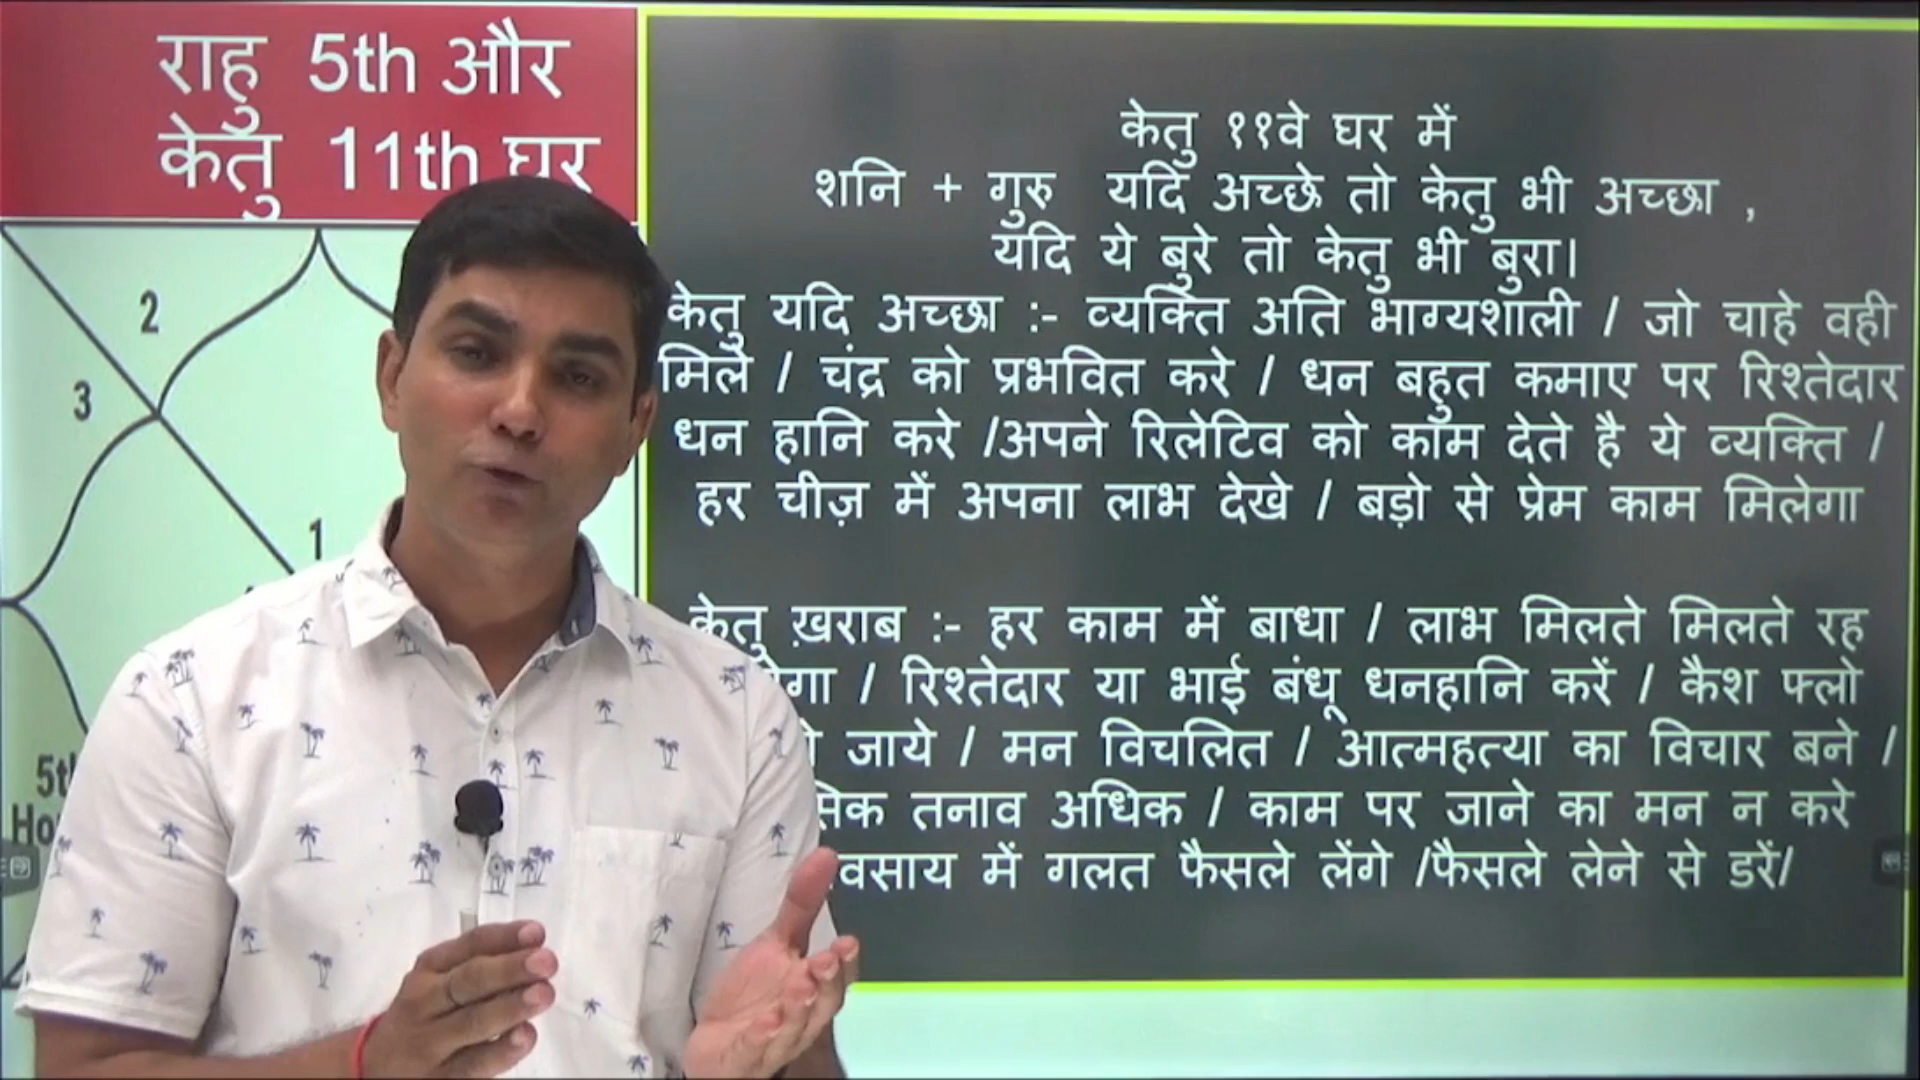 राहु 5th और
केतु 11th घर
केतु ११वे घर में
शनि + गुरु यदि अच्छे तो केतु भी अच्छा ,
यदि ये बुरे तो केतु भी बुरा।
केतु यदि अच्छा :- व्यक्ति अति भाग्यशाली / जो चाहे वही
मिले / चंद्र को प्रभवित करे / धन बहुत कमाए पर रिश्तेदार
धन हानि करे /अपने रिलेटिव को काम देते है ये व्यक्ति /
हर चीज़ में अपना लाभ देखे / बड़ो से प्रेम काम मिलेगा
केतु ख़राब :- हर काम में बाधा / लाभ मिलते मिलते रह
/ रिश्तेदार या भाई बंधू धनहानि करें / कैश फ्लो
जाये / मन विचलित / आत्महत्या का विचार बने /
तनाव अधिक / काम पर जाने का मन न करे
में गलत फैसले लेंगे /फैसले लेने से डरें/
2
3
1